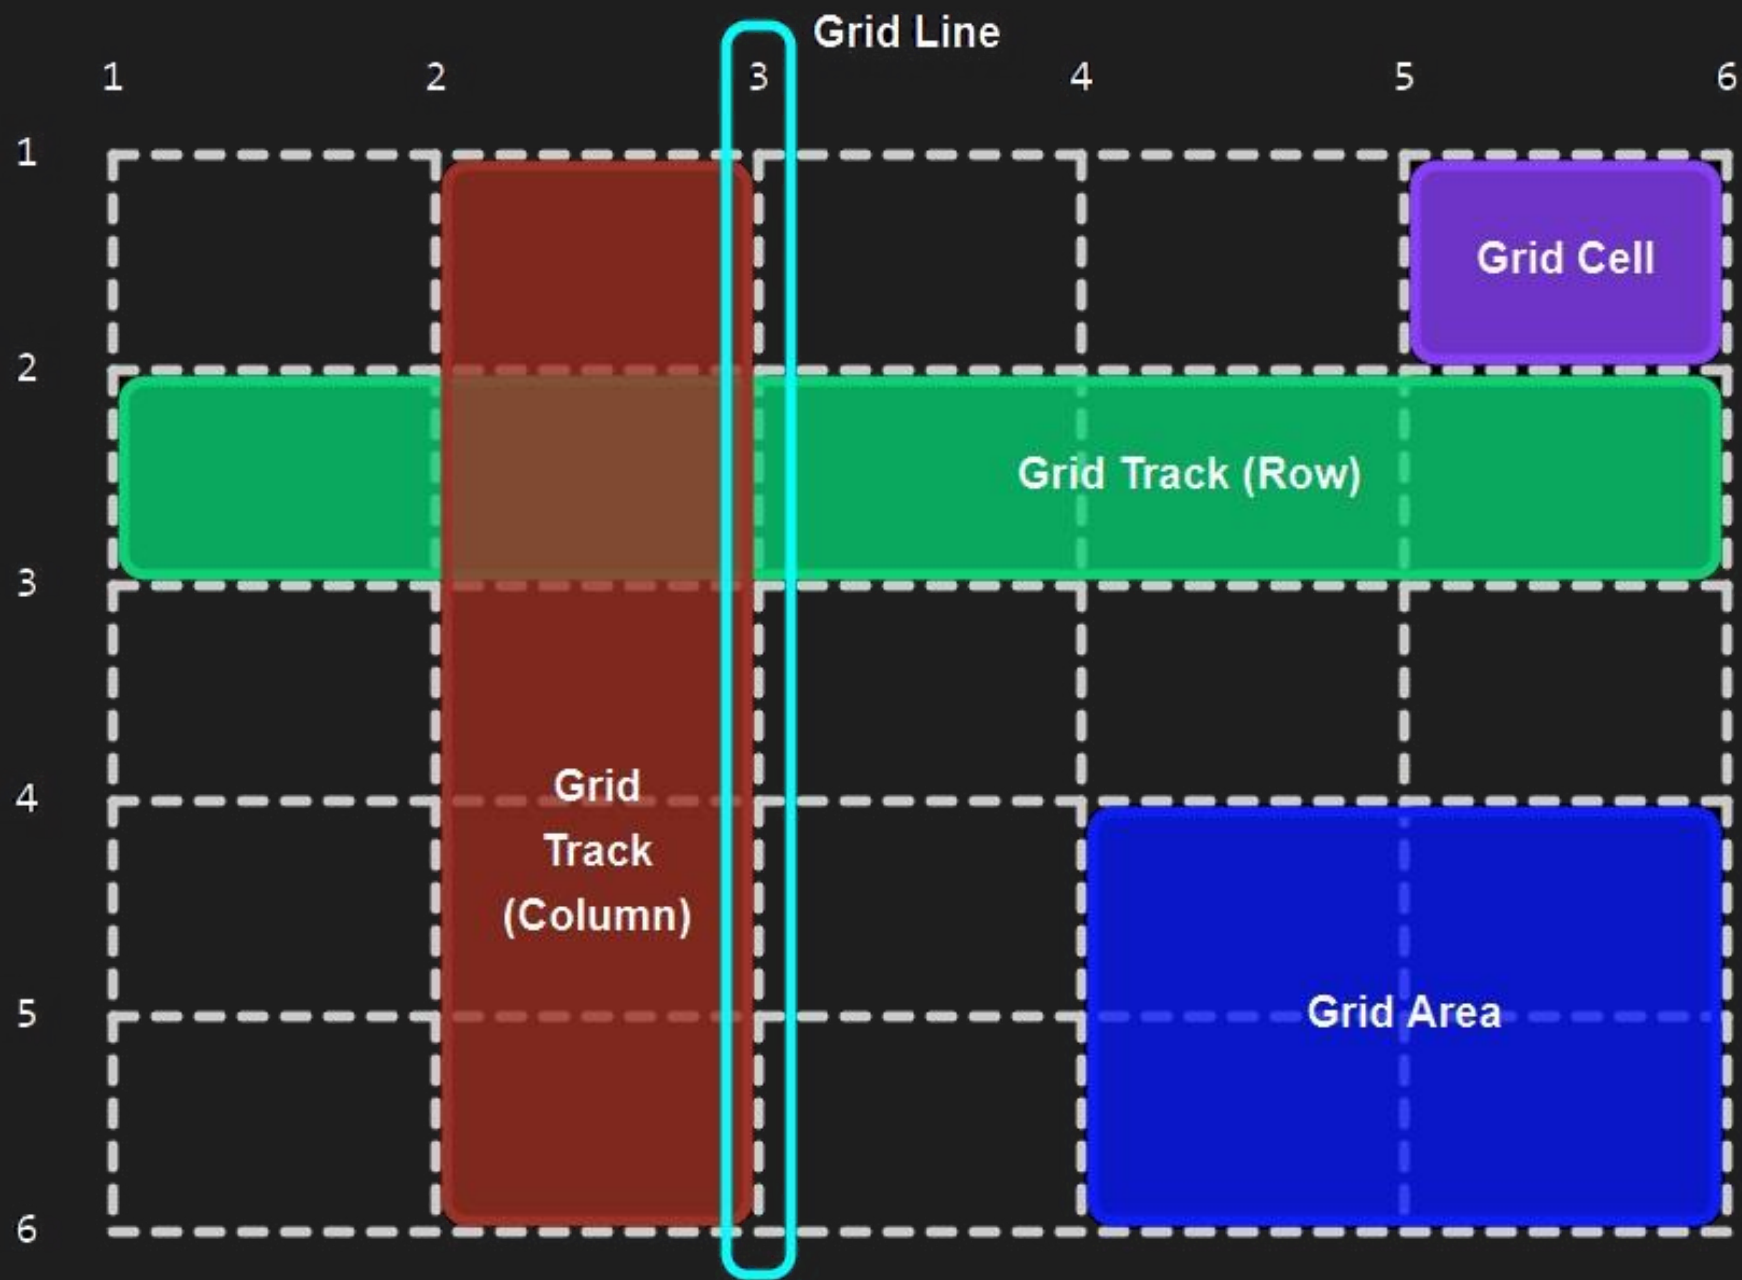 Grid Line
1 2 3 4 5 6
1
Grid Cell
2
Grid Track (Row)
3
4
Grid
Track
(Column)
5
Grid Area
6